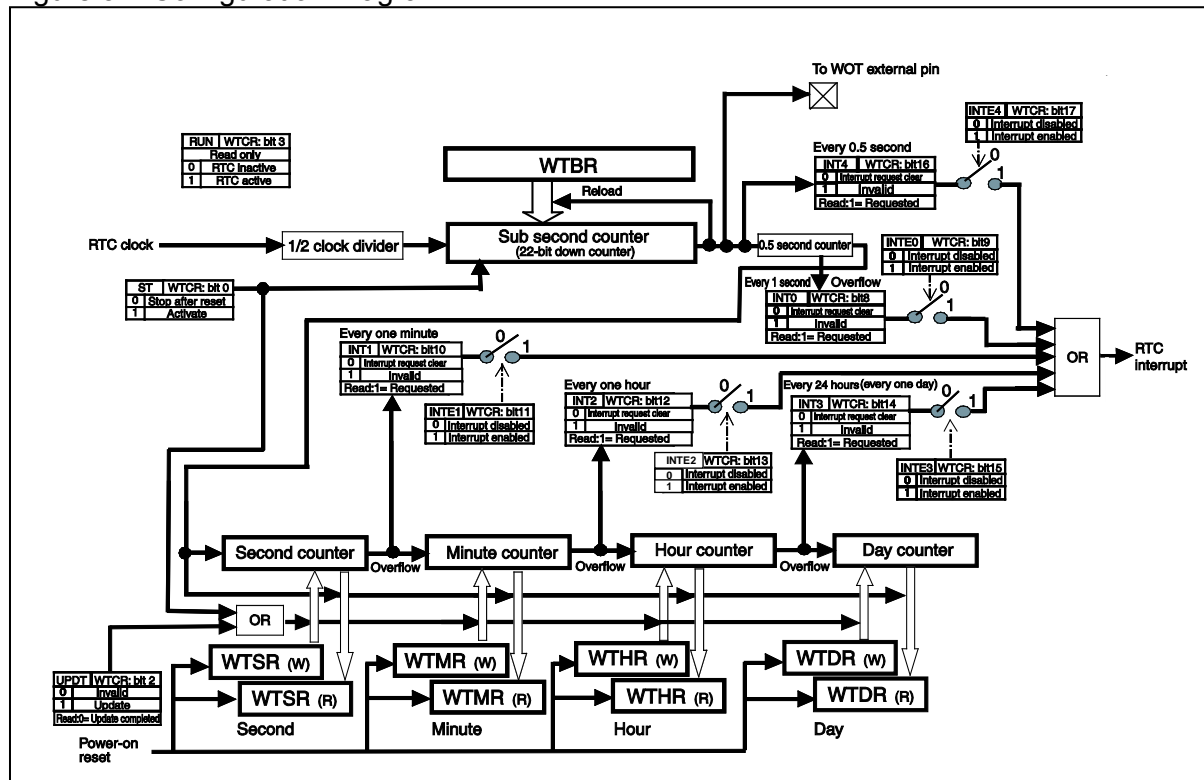 To WOT external pin
INTE4 WTCR: bit17
0 Interrupt disabled
1 Interrupt enabled
RUN WTCR: bit 3
Read only
0 RTC inactive
1 RTC active
WTBR
Reload
Every 0.5 second
INT4 WTCR: bit16
0 Interrupt request clear
1 Invalid
Read:1= Requested
0
1
RTC clock
1/2 clock divider
Sub second counter
(22-bit down counter)
0.5 second counter
INTE0 WTCR: bit9
0 Interrupt disabled
1 Interrupt enabled
ST WTCR: bit 0
0 Stop after reset
1 Activate
Every 1 second
Overflow
INT0 WTCR: bit8
0 Interrupt request clear
1 Invalid
Read:1= Requested
0
1
Every one minute
INT1 WTCR: bit10
0 Interrupt request clear
1 Invalid
Read:1= Requested
0
1
OR
RTC
interrupt
INTE1 WTCR: bit11
0 Interrupt disabled
1 Interrupt enabled
Every one hour
INT2 WTCR: bit12
0 Interrupt request clear
1 Invalid
Read:1= Requested
0
1
INTE2 WTCR: bit13
0 Interrupt disabled
1 Interrupt enabled
Every 24 hours (every one day)
INT3 WTCR: bit14
0 Interrupt request clear
1 Invalid
Read:1= Requested
0
1
INTE3 WTCR: bit15
0 Interrupt disabled
1 Interrupt enabled
Second counter
Overflow
Minute counter
Overflow
Hour counter
Overflow
Day counter
OR
UPDT WTCR: bit 2
0 Invalid
1 Update
Read:0= Update completed
WTSR (W)
WTSR (R)
Second
WTMR (W)
WTMR (R)
Minute
WTHR (W)
WTHR (R)
Hour
WTDR (W)
WTDR (R)
Day
Power-on
reset